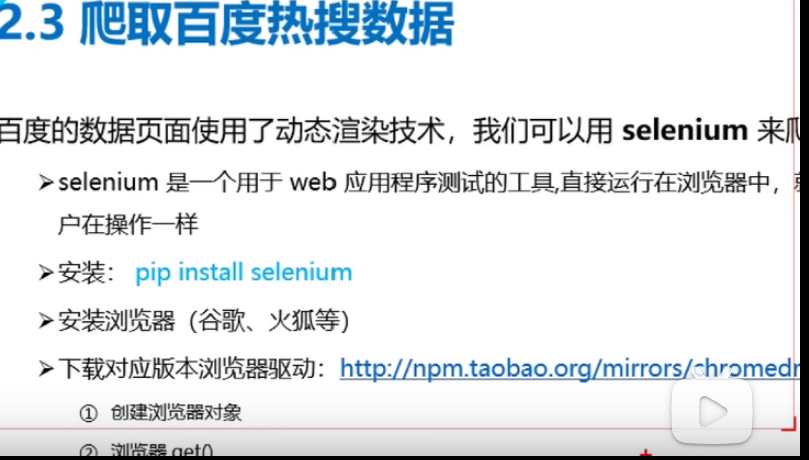 2.3 爬取百度热搜数据
百度的数据页面使用了动态渲染技术，我们可以用 selenium 来爬
➢selenium 是一个用于 web 应用程序测试的工具,直接运行在浏览器中，
户在操作一样
➢安装： pip install selenium
➢安装浏览器（谷歌、火狐等）
➢下载对应版本浏览器驱动：http://npm.taobao.org/mirrors/chromedr
① 创建浏览器对象
② 浏览器.get()